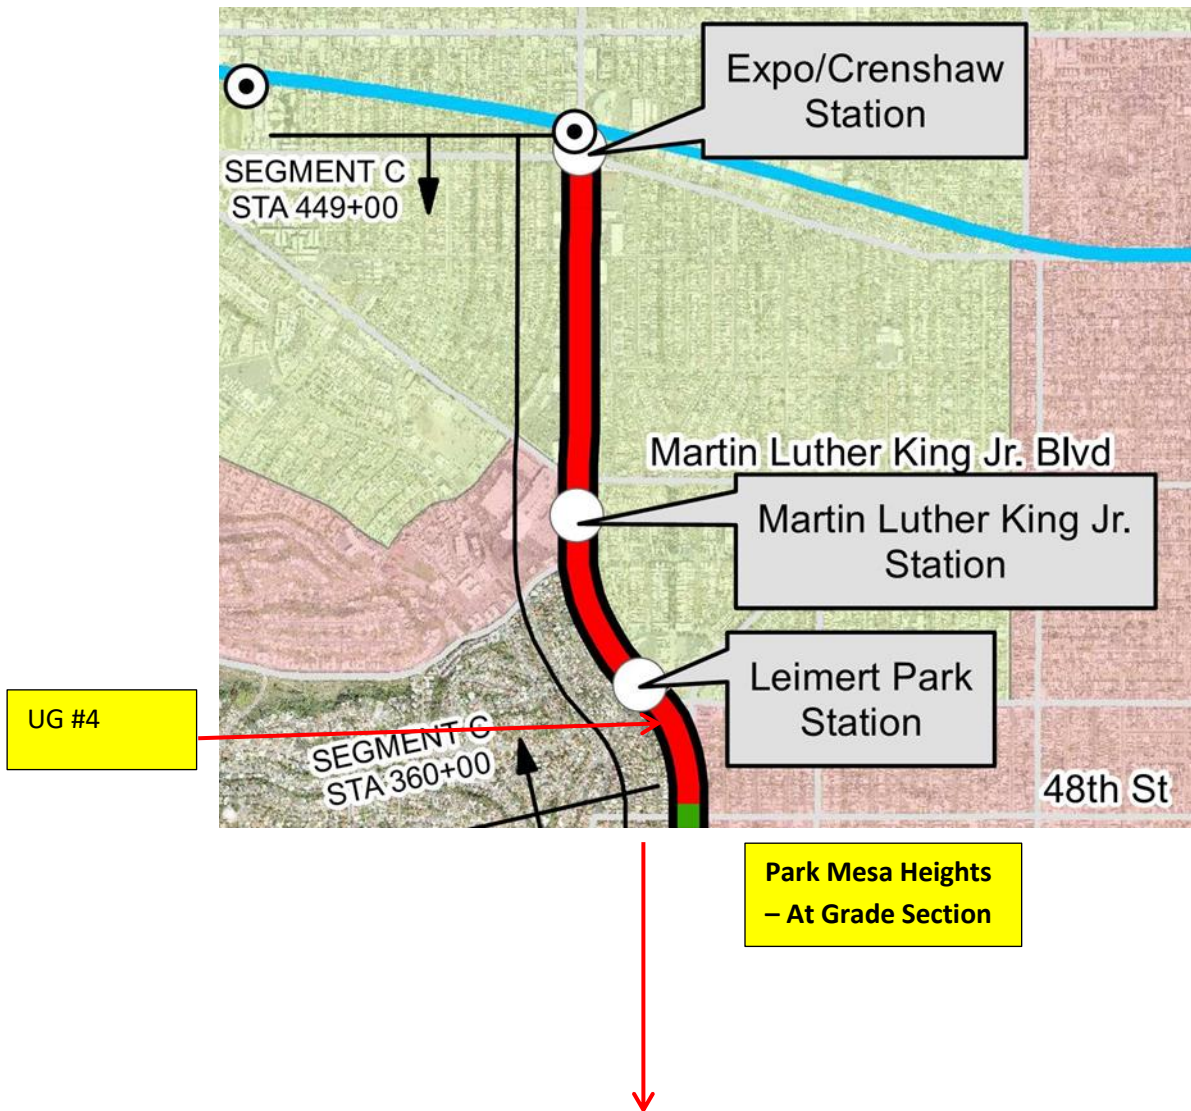 Expo/Crenshaw
Station
SEGMENT C
STA 449+00
Martin Luther King Jr. Blvd
Martin Luther King Jr.
Station
Leimert Park
Station
UG #4
SEGMENT C
STA 360+00
48th St
Park Mesa Heights
– At Grade Section